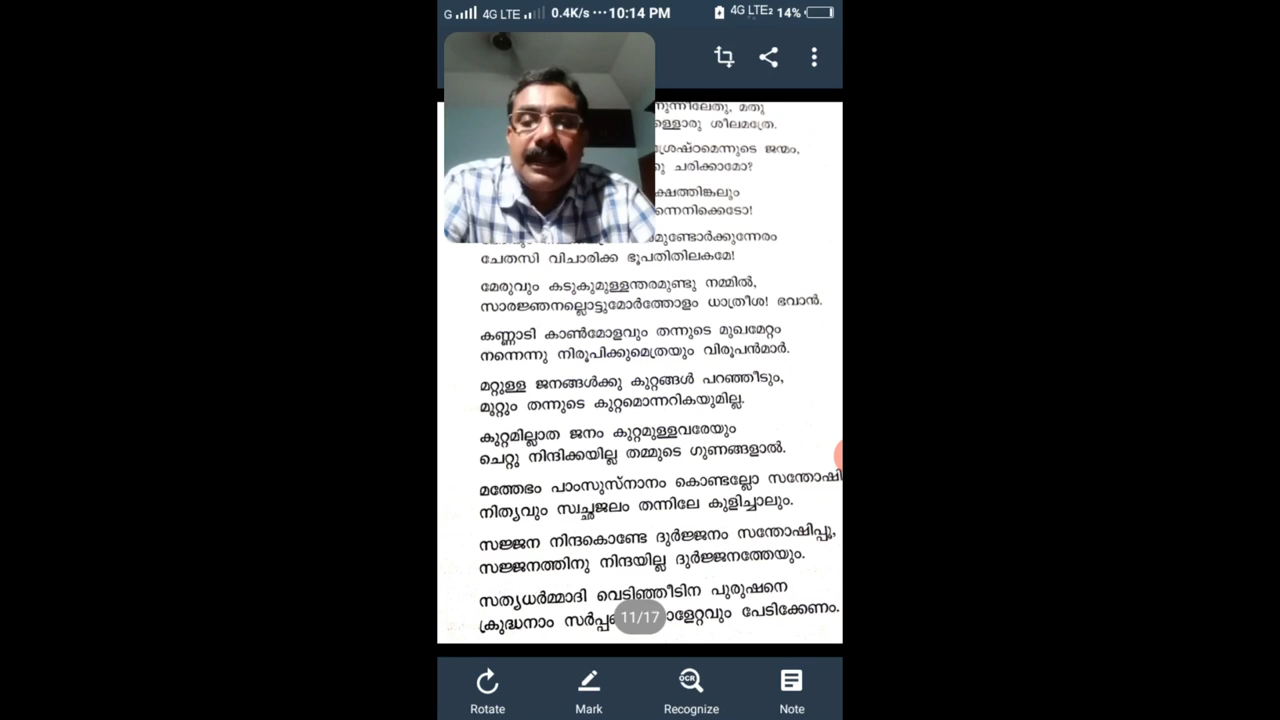 G 4G LTE 0.4K/s ••• 10:14 PM 4G LTE2 14%
നുന്നീലേതു, മതു
ള്ളൊരു ശീലമത്രേ.
ശ്രേഷ്ഠമെന്നുടെ ജന്മം,
ചരിക്കാമോ?
ക്ഷത്തിങ്കലും
ന്നെനിക്കെടോ!
മുണ്ടോർക്കുന്നേരം
ചേതസി വിചാരിക്ക ഭൂപതിതിലകമേ!
മേരുവും കടുകുമുള്ളന്തരമുണ്ടു നമ്മിൽ,
സാരജ്ഞനല്ലൊട്ടുമോർത്തോളം ധാത്രീശ! ഭവാൻ.
കണ്ണാടി കാൺമോളവും തന്നുടെ മുഖമേറ്റം
നന്നെന്നു നിരൂപിക്കുമെത്രയും വിരൂപൻമാർ.
മറ്റുള്ള ജനങ്ങൾക്കു കുറ്റങ്ങൾ പറഞ്ഞീടും,
മുറ്റും തന്നുടെ കുറ്റമൊന്നറികയുമില്ല.
കുറ്റമില്ലാത ജനം കുറ്റമുള്ളവരേയും
ചെറ്റു നിന്ദിക്കയില്ല തമ്മുടെ ഗുണങ്ങളാൽ.
മത്തേഭം പാംസുസ്നാനം കൊണ്ടല്ലോ സന്തോഷി
നിത്യവും സ്വച്ഛജലം തന്നിലേ കുളിച്ചാലും.
സജ്ജന നിന്ദകൊണ്ടേ ദുർജ്ജനം സന്തോഷിപ്പൂ,
സജ്ജനത്തിനു നിന്ദയില്ല ദുർജ്ജനത്തേയും.
സത്യധർമ്മാദി വെടിഞ്ഞീടിന പുരുഷനെ
ക്രുദ്ധനാം സർപ്പ ളേറ്റവും പേടിക്കേണം.
11/17
Rotate Mark OCR Recognize Note